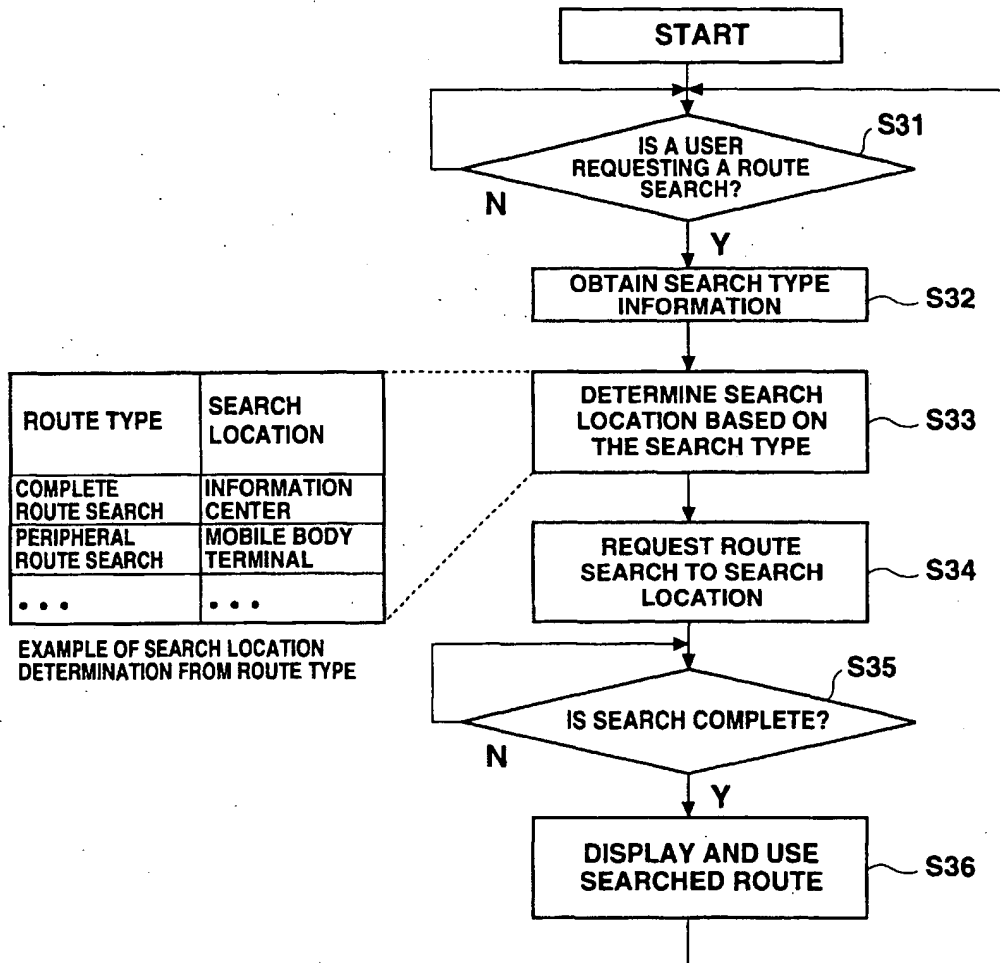 START
S31
IS A USER
REQUESTING A ROUTE
SEARCH?
N
Y
OBTAIN SEARCH TYPE
INFORMATION
S32
ROUTE TYPE
SEARCH
LOCATION
COMPLETE
ROUTE SEARCH
INFORMATION
CENTER
PERIPHERAL
ROUTE SEARCH
MOBILE BODY
TERMINAL
• • •
• • •
EXAMPLE OF SEARCH LOCATION
DETERMINATION FROM ROUTE TYPE
DETERMINE SEARCH
LOCATION BASED ON
THE SEARCH TYPE
S33
REQUEST ROUTE
SEARCH TO SEARCH
LOCATION
S34
S35
IS SEARCH COMPLETE?
N
Y
DISPLAY AND USE
SEARCHED ROUTE
S36